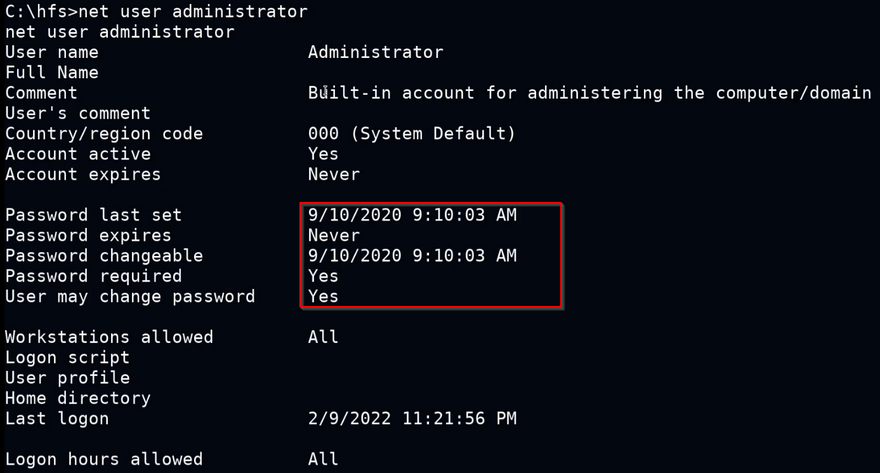 C:\hfs>net user administrator
net user administrator
User name Administrator
Full Name
Comment Built-in account for administering the computer/domain
User's comment
Country/region code 000 (System Default)
Account active Yes
Account expires Never
Password last set 9/10/2020 9:10:03 AM
Password expires Never
Password changeable 9/10/2020 9:10:03 AM
Password required Yes
User may change password Yes
Workstations allowed All
Logon script
User profile
Home directory
Last logon 2/9/2022 11:21:56 PM
Logon hours allowed All